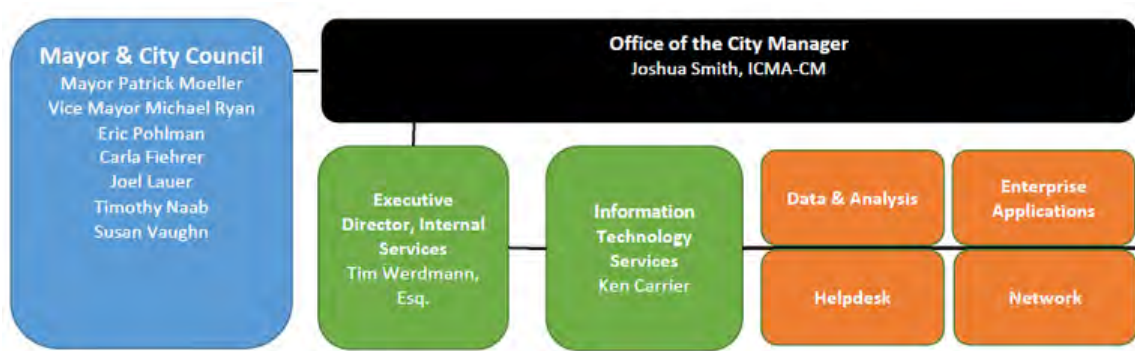 Mayor & City Council
Mayor Patrick Moeller
Vice Mayor Michael Ryan
Eric Pohlman
Carla Fiehrer
Joel Lauer
Timothy Naab
Susan Vaughn
Office of the City Manager
Joshua Smith, ICMA-CM
Executive
Director, Internal
Services
Tim Werdmann,
Esq.
Information
Technology
Services
Ken Carrier
Data & Analysis
Enterprise
Applications
Helpdesk
Network